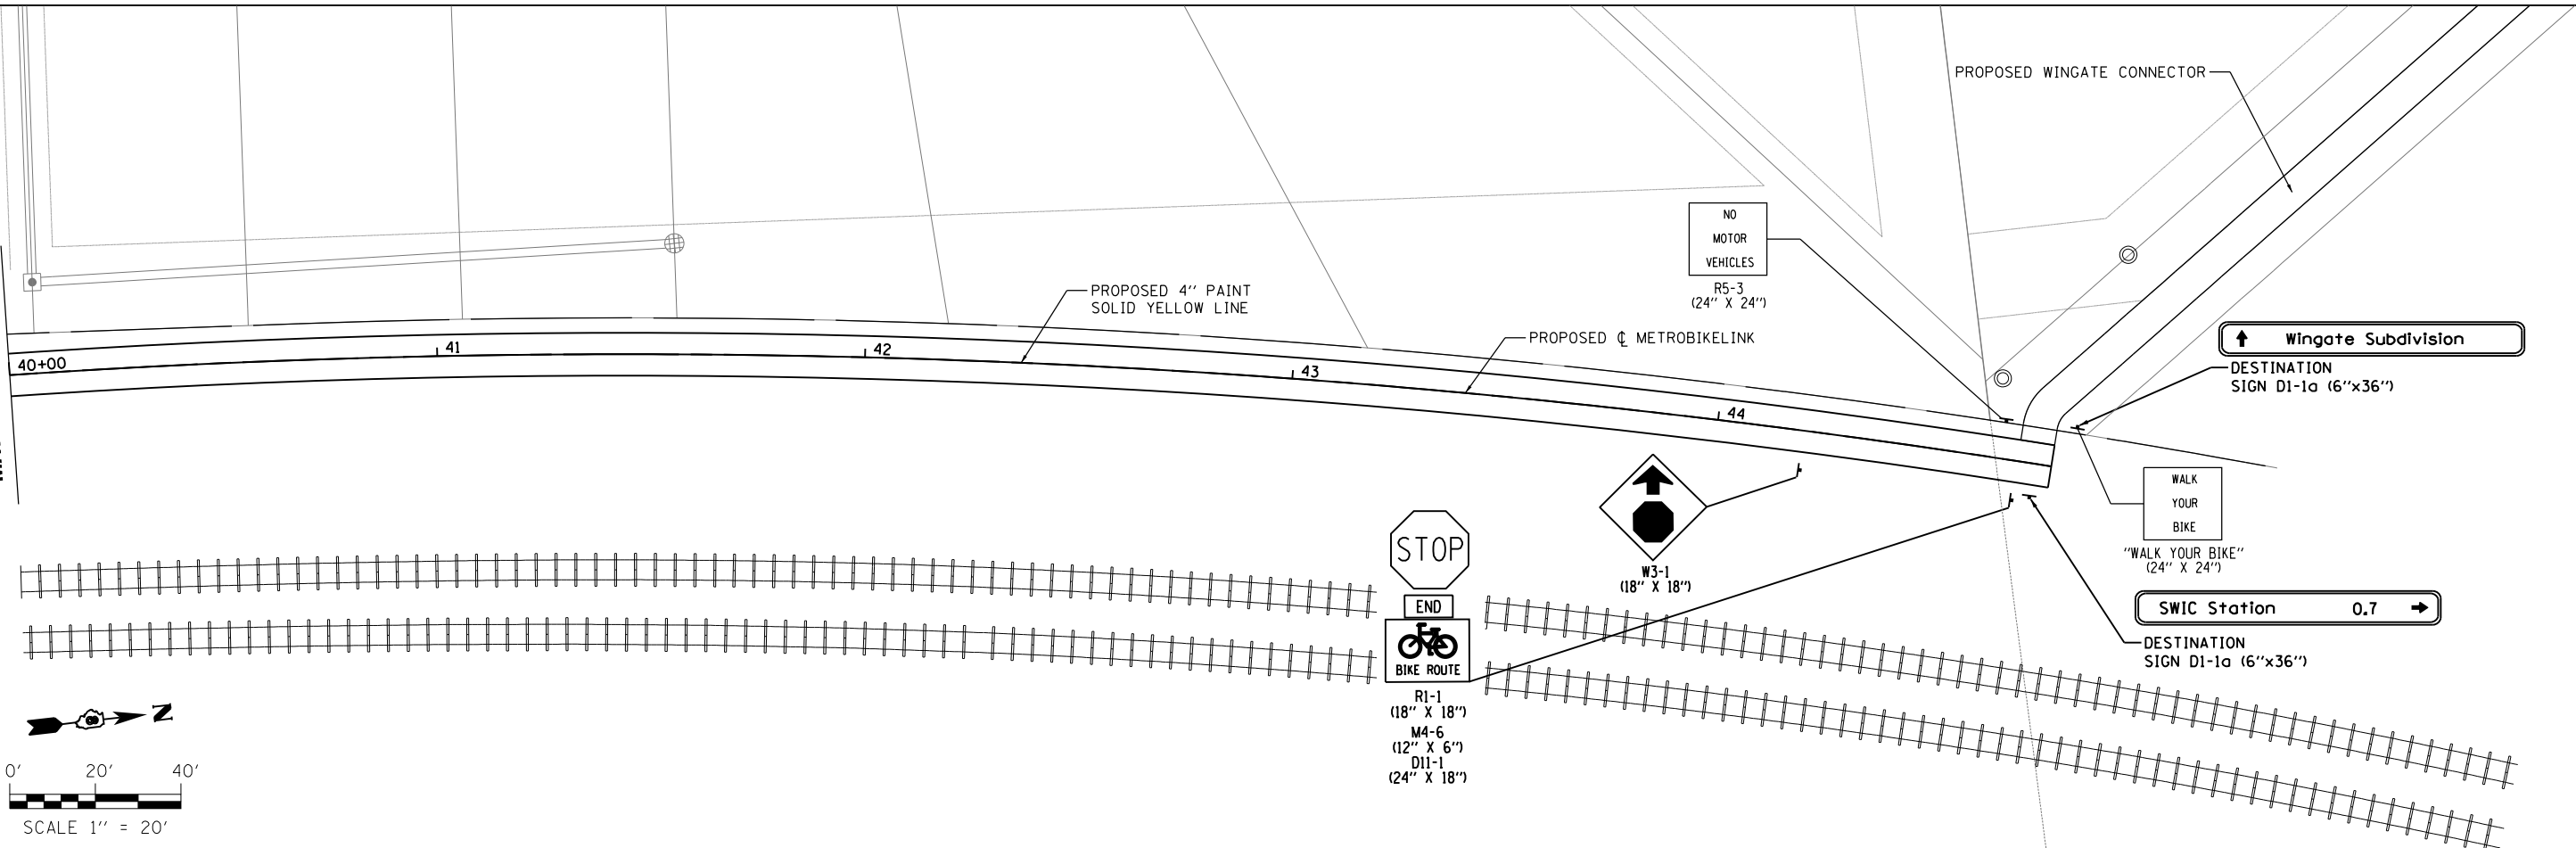 PROPOSED WINGATE CONNECTOR
NO
MOTOR
VEHICLES
R5-3
(24" X 24")
PROPOSED 4" PAINT
SOLID YELLOW LINE
PROPOSED ℄ METROBIKELINK
40+00
41
42
43
44
Wingate Subdivision
DESTINATION
SIGN D1-1a (6"x36")
WALK
YOUR
BIKE
"WALK YOUR BIKE"
(24" X 24")
W3-1
(18" X 18")
STOP
END
BIKE ROUTE
R1-1
(18" X 18")
M4-6
(12" X 6")
D11-1
(24" X 18")
SWIC Station 0.7
DESTINATION
SIGN D1-1a (6"x36")
N
0' 20' 40'
SCALE 1" = 20'